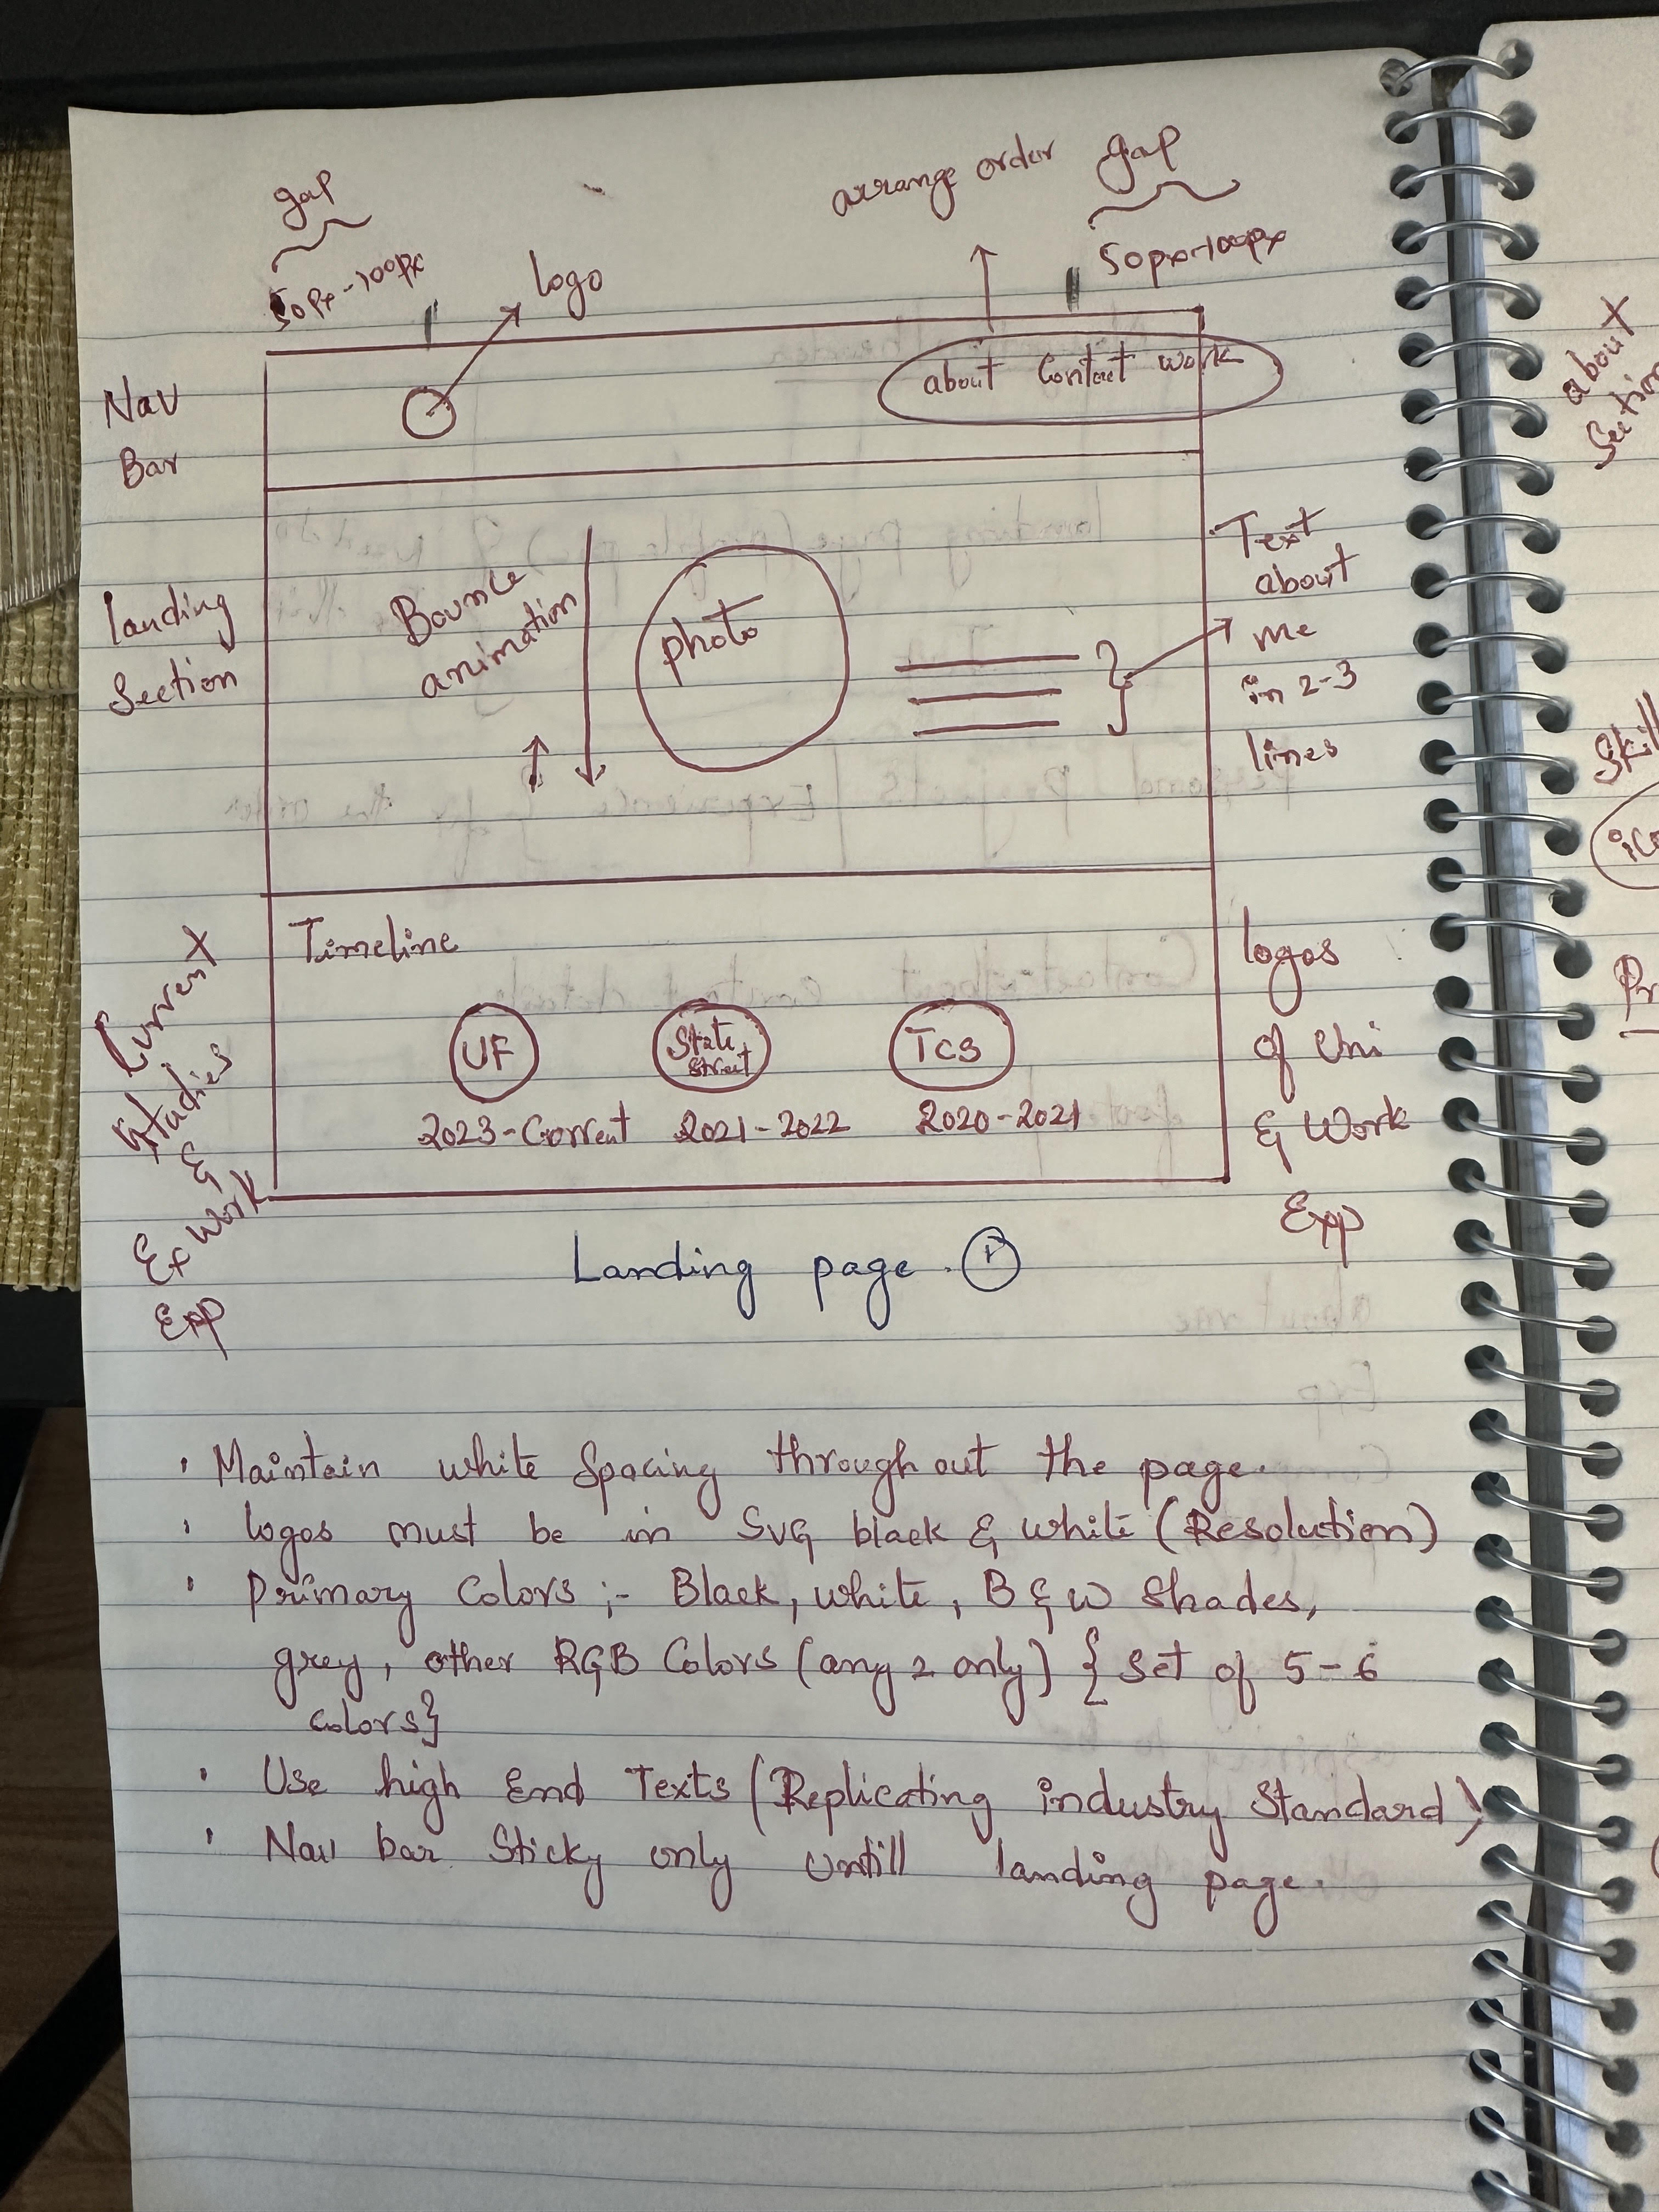 gap
50px-100px
logo
arrange order
gap
50px-100px
Nav
Bar
about Contact work
Landing
Section
Bounce
animation
photo
Text
about
me
in 2-3
lines
Timeline
UF
State
Street
TCS
2023-Current
2021-2022
2020-2021
Current
Studies
&
Ex Work
Exp
logos
of Uni
& Work
Exp
Landing page.
Maintain white Spacing throughout the page.
logos must be in SVG black & white (Resolution)
Primary Colors :- Black, white, B & W Shades,
grey, other RGB Colors (any 2 only) { Set of 5-6
colors}
Use high End Texts (Replicating industry Standard)
Nav bar Sticky only untill landing page.
about
Section
Skill